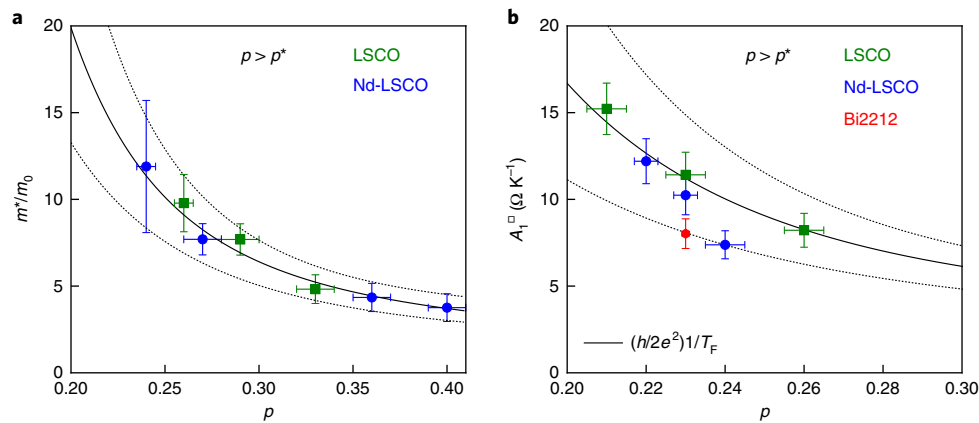 a
20
15
10
5
0
m*/m₀
p > p*
LSCO
Nd-LSCO
0.20
0.25
0.30
0.35
0.40
p
b
20
15
10
5
0
A₁□ (Ω K⁻¹)
p > p*
LSCO
Nd-LSCO
Bi2212
(h/2e²)1/T_F
0.20
0.22
0.24
0.26
0.28
0.30
p